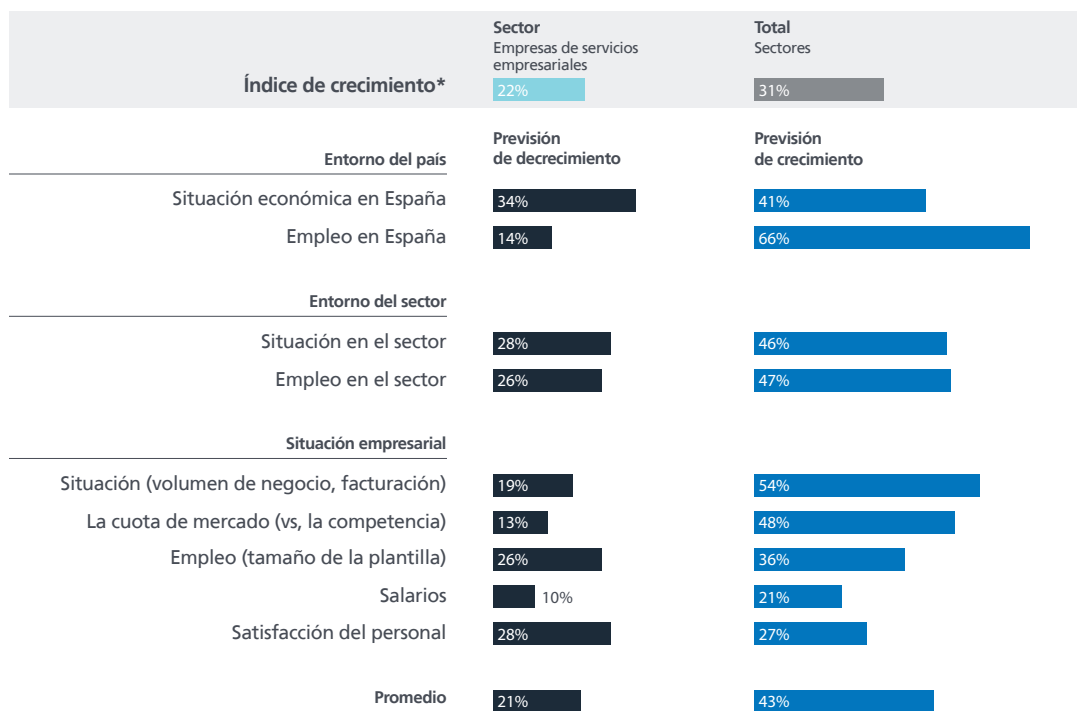 Sector
Empresas de servicios
empresariales
Total
Sectores
Índice de crecimiento*
22%
31%
Entorno del país
Previsión
de decrecimiento
Previsión
de crecimiento
Situación económica en España
34%
41%
Empleo en España
14%
66%
Entorno del sector
Situación en el sector
28%
46%
Empleo en el sector
26%
47%
Situación empresarial
Situación (volumen de negocio, facturación)
19%
54%
La cuota de mercado (vs, la competencia)
13%
48%
Empleo (tamaño de la plantilla)
26%
36%
Salarios
10%
21%
Satisfacción del personal
28%
27%
Promedio
21%
43%